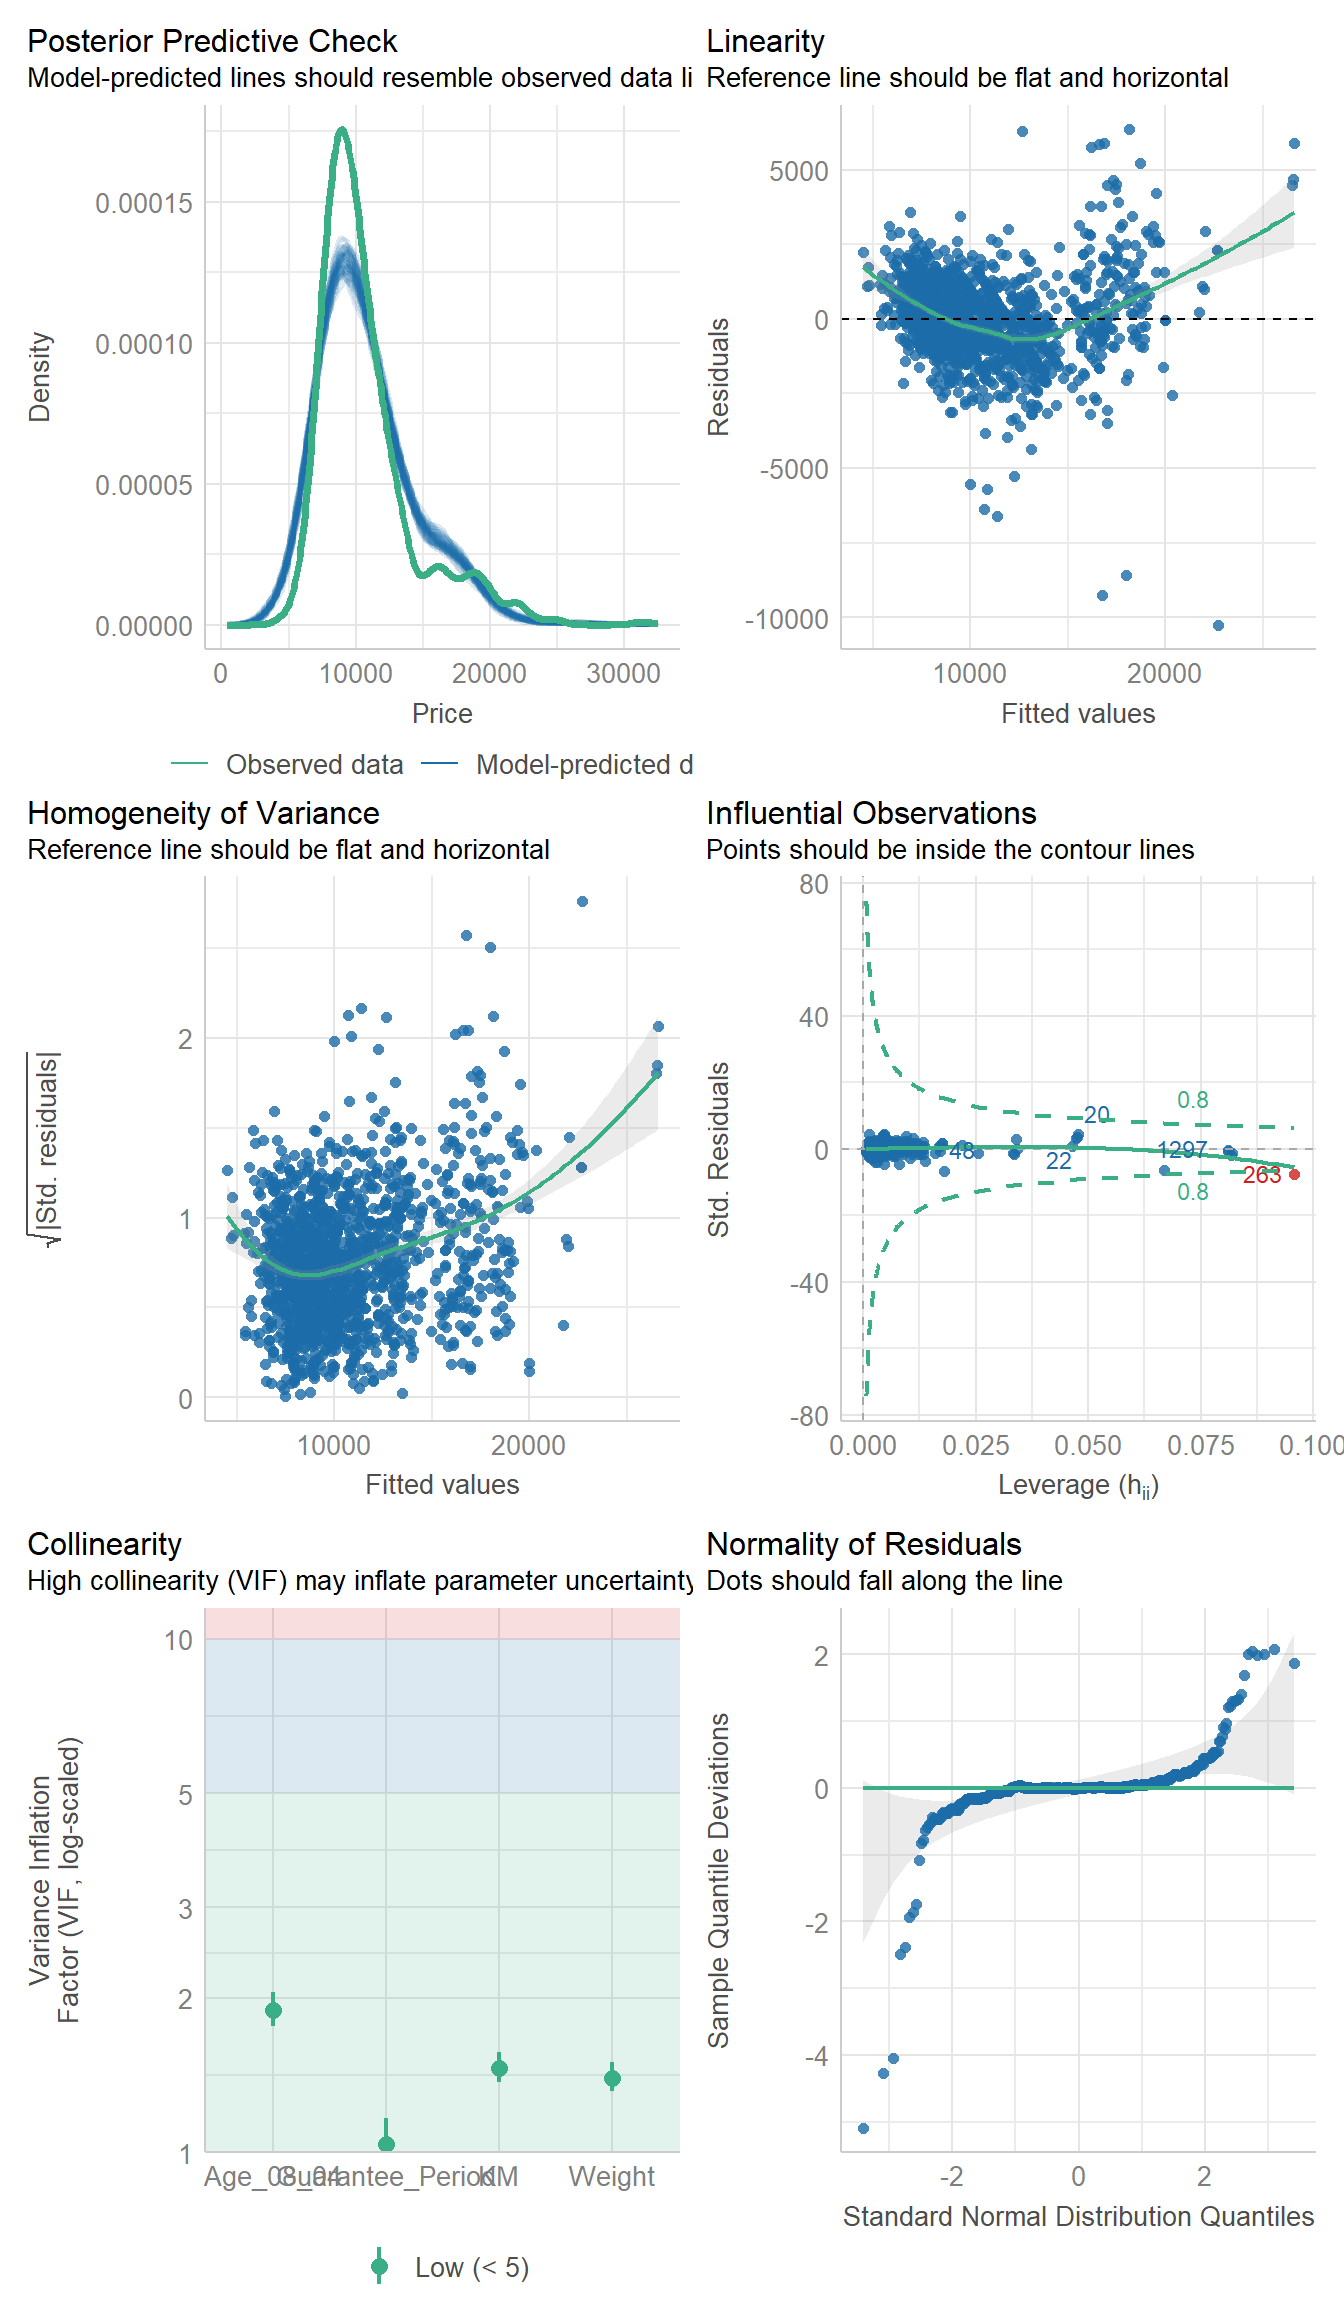 Posterior Predictive Check
Model-predicted lines should resemble observed data li
Density
0.00015
0.00010
0.00005
0.00000
0
10000
20000
30000
Price
Observed data
Model-predicted d
Linearity
Reference line should be flat and horizontal
Residuals
5000
0
-5000
-10000
10000
20000
Fitted values
Homogeneity of Variance
Reference line should be flat and horizontal
√|Std. residuals|
2
1
0
10000
20000
Fitted values
Influential Observations
Points should be inside the contour lines
Std. Residuals
80
40
0
-40
-80
0.8
20
48
22
1297
263
0.8
0.000
0.025
0.050
0.075
0.100
Leverage (hii)
Collinearity
High collinearity (VIF) may inflate parameter uncertainty
Variance Inflation
Factor (VIF, log-scaled)
10
5
3
2
1
Age_08_04
Guarantee_Period
KM
Weight
Low (< 5)
Normality of Residuals
Dots should fall along the line
Sample Quantile Deviations
2
0
-2
-4
-2
0
2
Standard Normal Distribution Quantiles